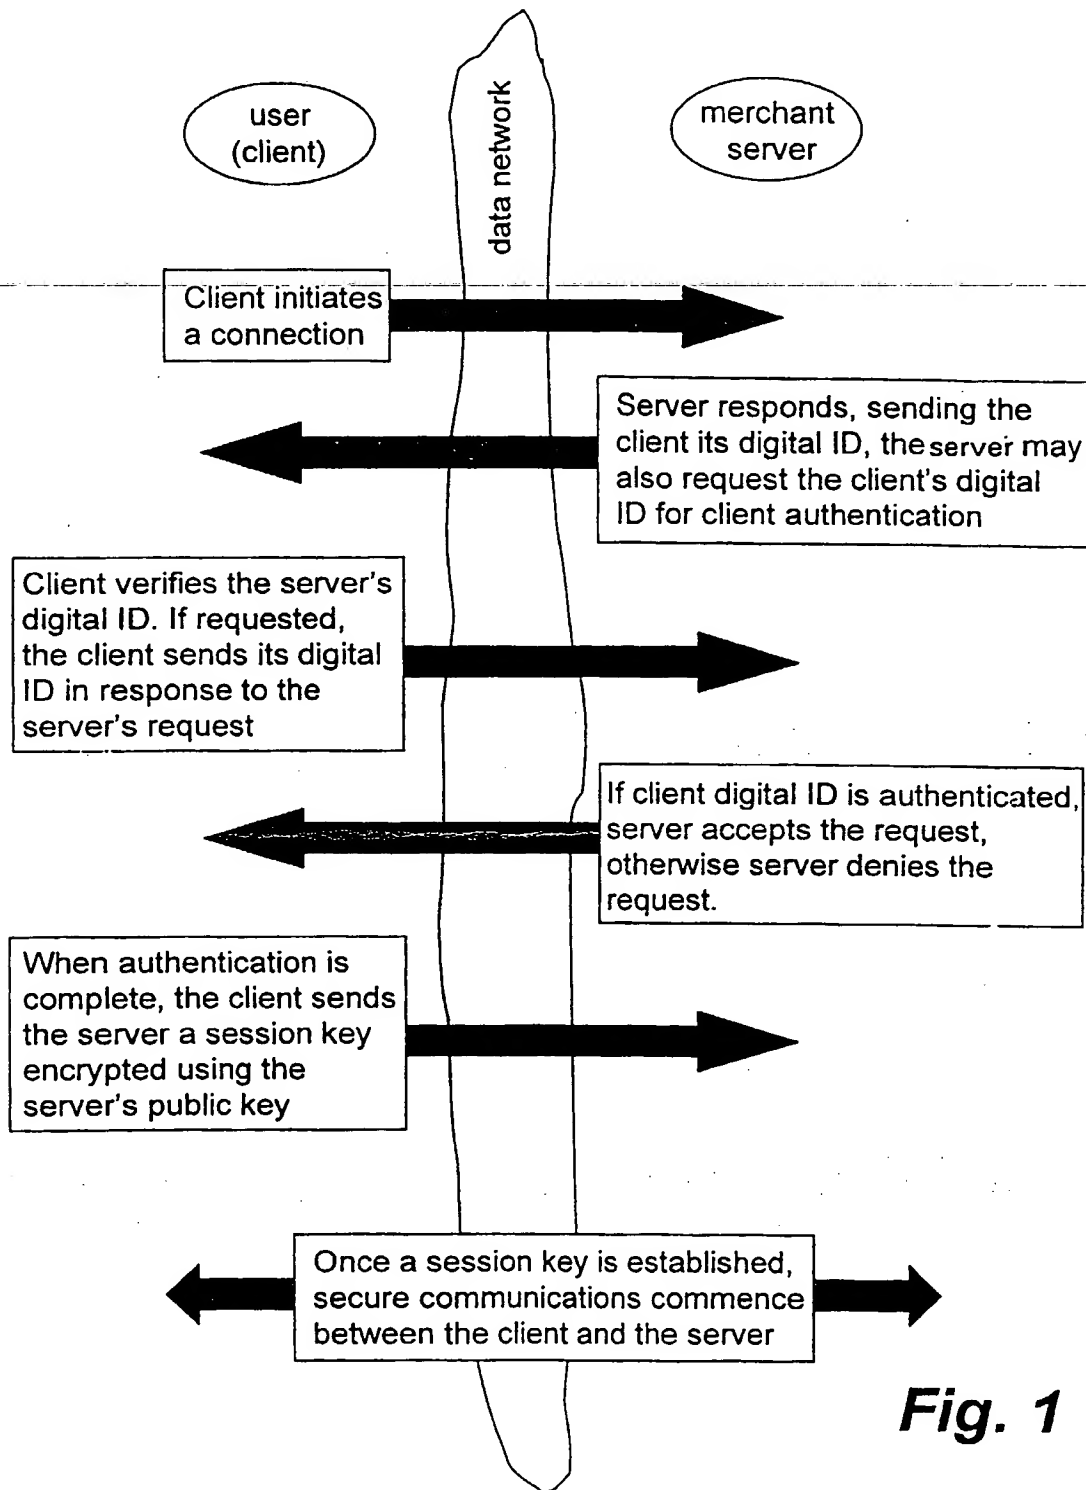 user
(client)
data network
merchant
server
Client initiates
a connection
Server responds, sending the
client its digital ID, the server may
also request the client's digital
ID for client authentication
Client verifies the server's
digital ID. If requested,
the client sends its digital
ID in response to the
server's request
If client digital ID is authenticated,
server accepts the request,
otherwise server denies the
request.
When authentication is
complete, the client sends
the server a session key
encrypted using the
server's public key
Once a session key is established,
secure communications commence
between the client and the server
Fig. 1